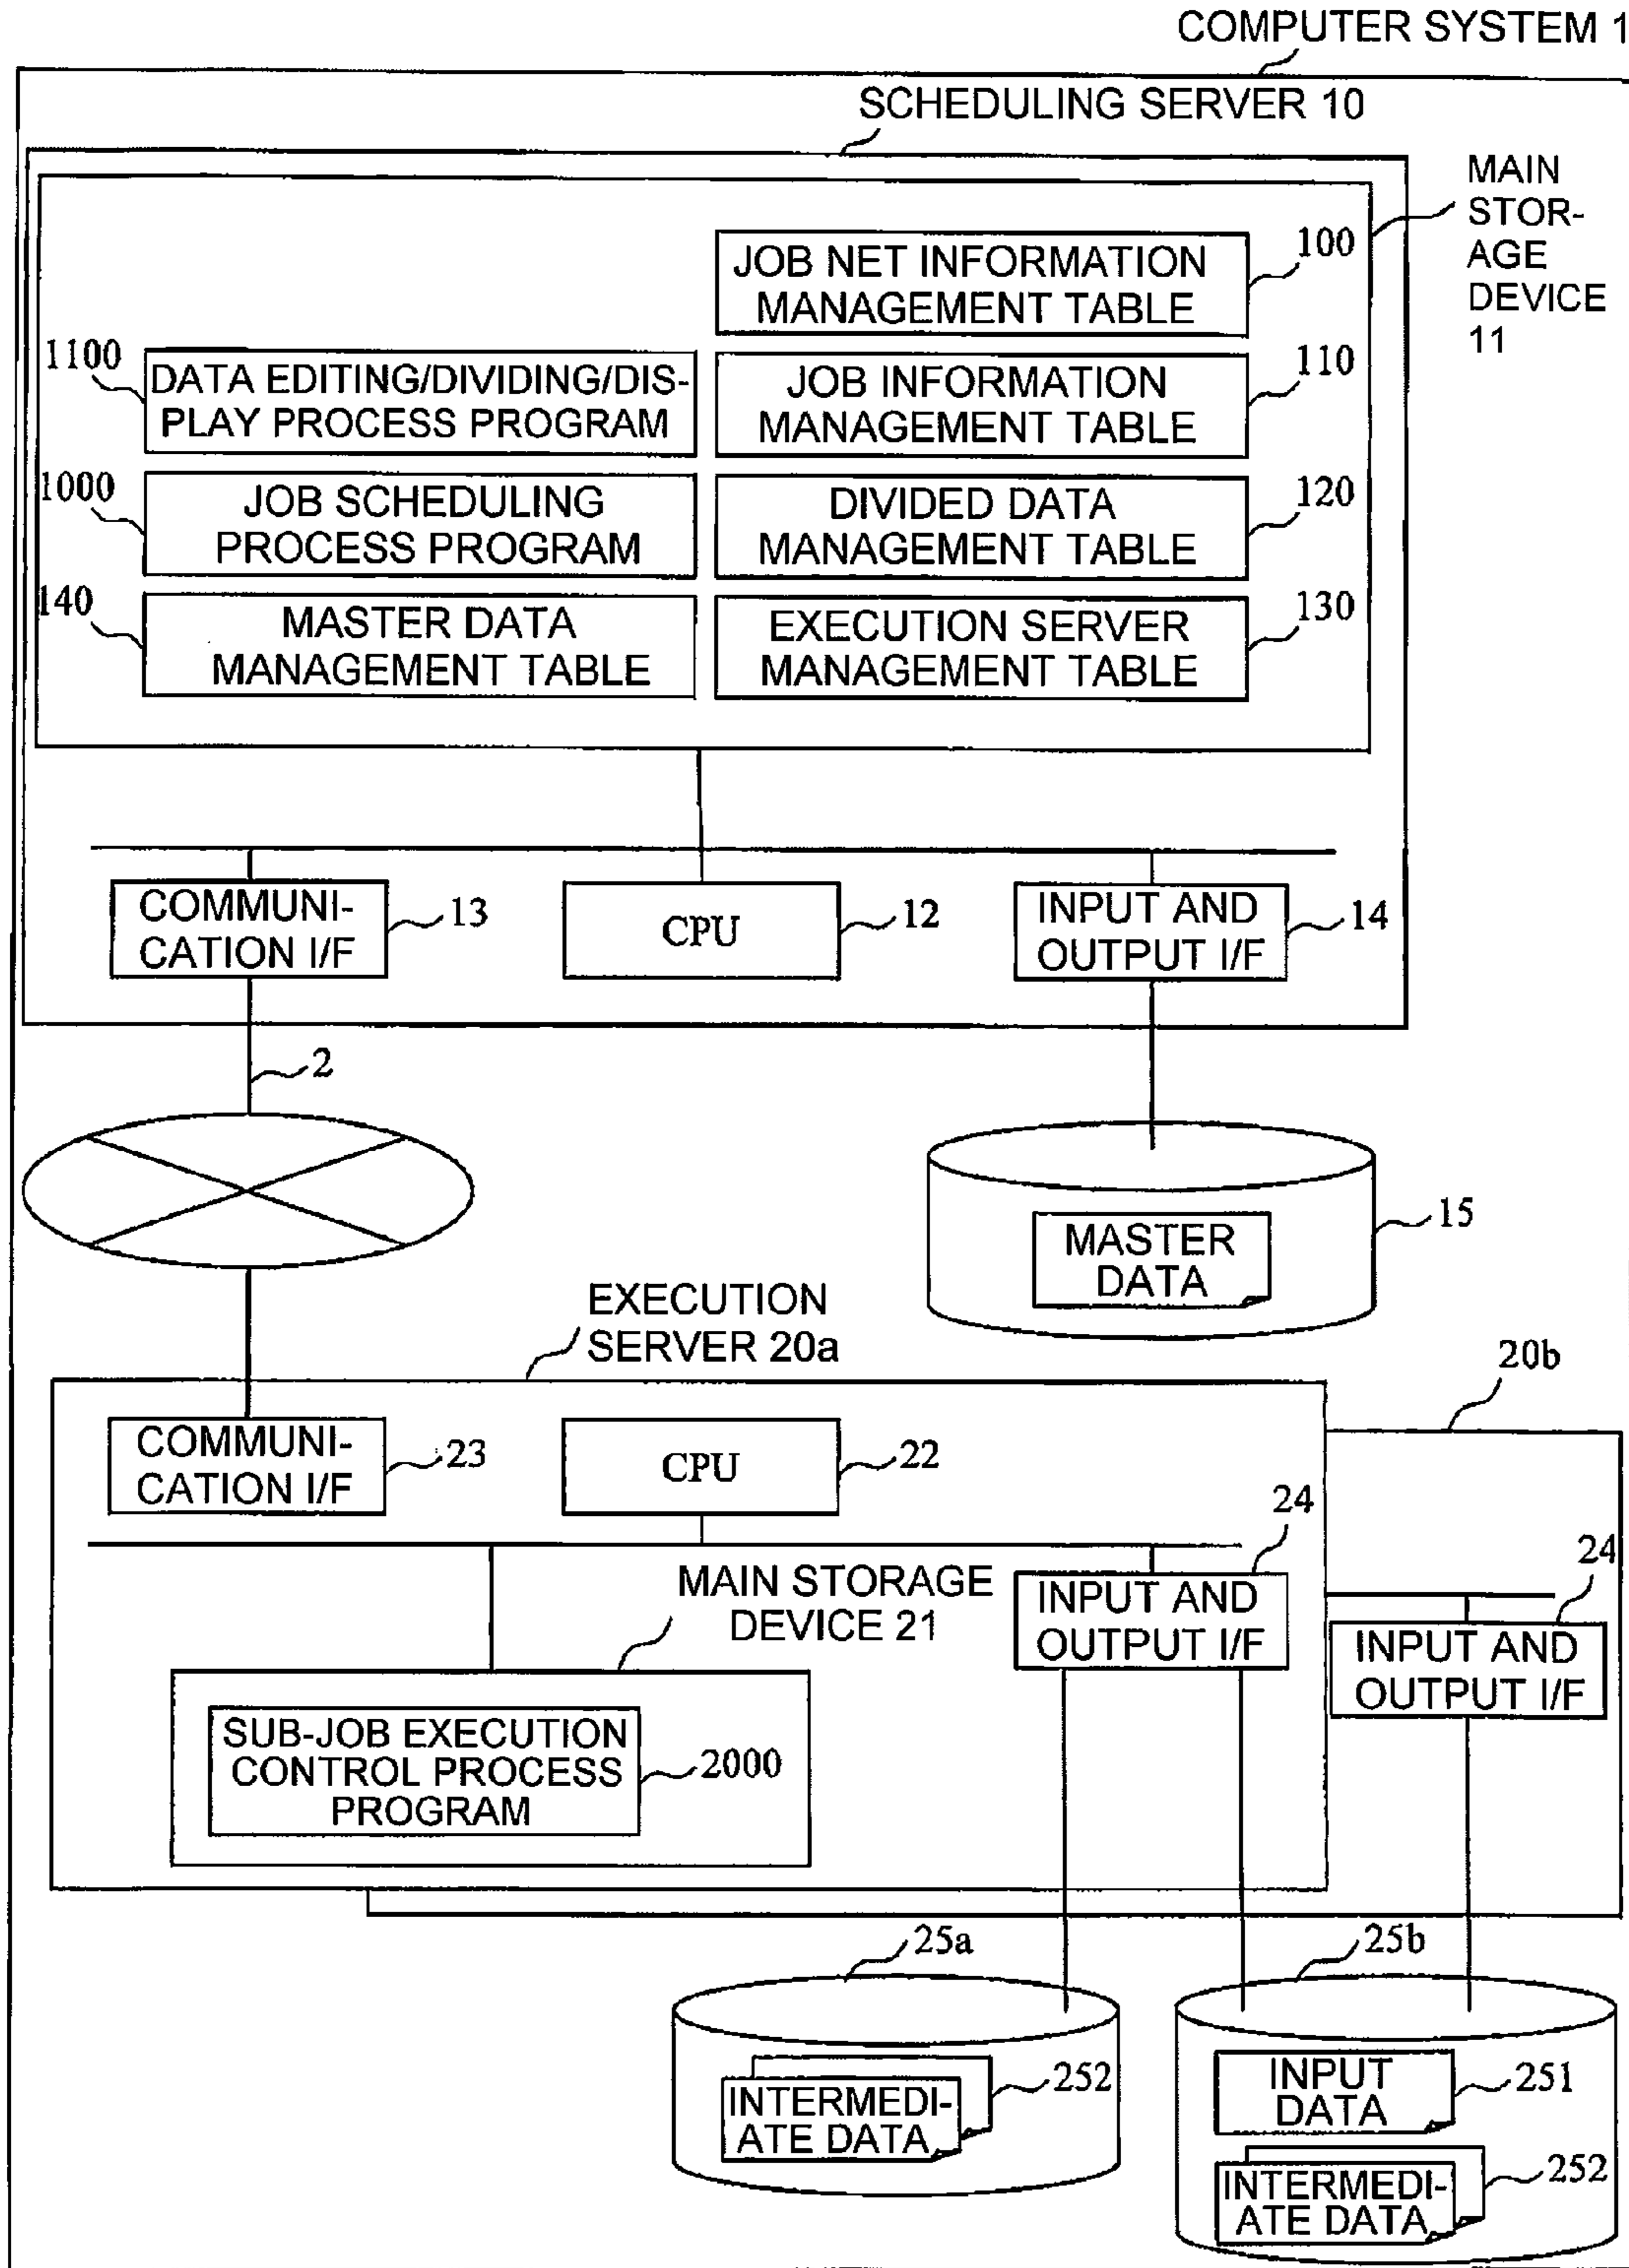 COMPUTER SYSTEM 1
SCHEDULING SERVER 10
MAIN
STOR-
AGE
DEVICE
11
100
JOB NET INFORMATION
MANAGEMENT TABLE
1100
DATA EDITING/DIVIDING/DIS-
PLAY PROCESS PROGRAM
110
JOB INFORMATION
MANAGEMENT TABLE
1000
JOB SCHEDULING
PROCESS PROGRAM
120
DIVIDED DATA
MANAGEMENT TABLE
140
MASTER DATA
MANAGEMENT TABLE
130
EXECUTION SERVER
MANAGEMENT TABLE
COMMUNI-
CATION I/F
13
CPU
12
INPUT AND
OUTPUT I/F
14
2
15
MASTER
DATA
EXECUTION
SERVER 20a
20b
COMMUNI-
CATION I/F
23
CPU
22
24
INPUT AND
OUTPUT I/F
24
INPUT AND
OUTPUT I/F
MAIN STORAGE
DEVICE 21
SUB-JOB EXECUTION
CONTROL PROCESS
PROGRAM
2000
25a
25b
INTERMEDI-
ATE DATA
252
INPUT
DATA
251
INTERMEDI-
ATE DATA
252